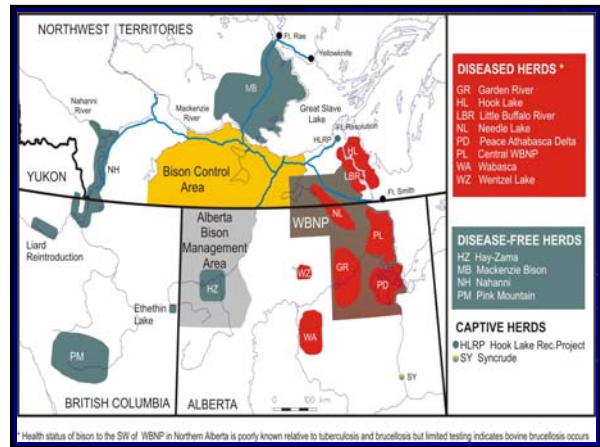 NORTHWEST TERRITORIES
Ft. Rae
Yellowknife
MB
Nahanni
River
Mackenzie
River
Great Slave
Lake
Ft. Resolution
HLRP
HL
LBR
NH
Bison Control
Area
YUKON
Ft. Smith
WBNP
NL
Alberta
Bison
Management
Area
Liard
Reintroduction
PL
WZ
GR
PD
HZ
Ethethin
Lake
WA
PM
SY
BRITISH COLUMBIA
ALBERTA
0 100 km
DISEASED HERDS *
GR Garden River
HL Hook Lake
LBR Little Buffalo River
NL Needle Lake
PD Peace Athabasca Delta
PL Central WBNP
WA Wabasca
WZ Wentzel Lake
DISEASE-FREE HERDS
HZ Hay-Zama
MB Mackenzie Bison
NH Nahanni
PM Pink Mountain
CAPTIVE HERDS
HLRP Hook Lake Rec.Project
SY Syncrude
* Health status of bison to the SW of WBNP in Northern Alberta is poorly known relative to tuberculosis and brucellosis but limited testing indicates bovine brucellosis occurs